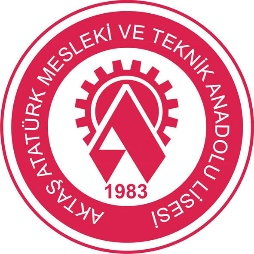 AKTAŞ ATATÜRK MESLEKİ VE TEKNİK ANADOLU LİSESİ
1983